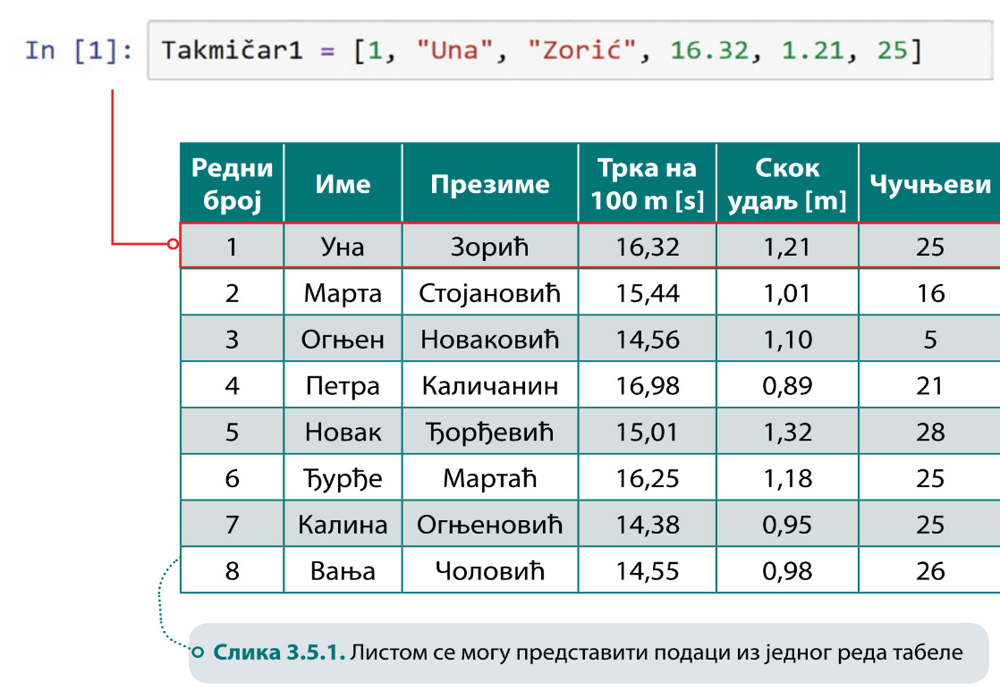 In [1]: Takmičar1 = [1, "Una", "Zorić", 16.32, 1.21, 25]
Редни број Име Презиме Трка на 100 m [s] Скок удаљ [m] Чучњеви
1 Уна Зорић 16,32 1,21 25
2 Марта Стојановић 15,44 1,01 16
3 Огњен Новаковић 14,56 1,10 5
4 Петра Каличанин 16,98 0,89 21
5 Новак Ђорђевић 15,01 1,32 28
6 Ђурђе Мартаћ 16,25 1,18 25
7 Калина Огњеновић 14,38 0,95 25
8 Вања Чоловић 14,55 0,98 26
Слика 3.5.1. Листом се могу представити подаци из једног реда табеле